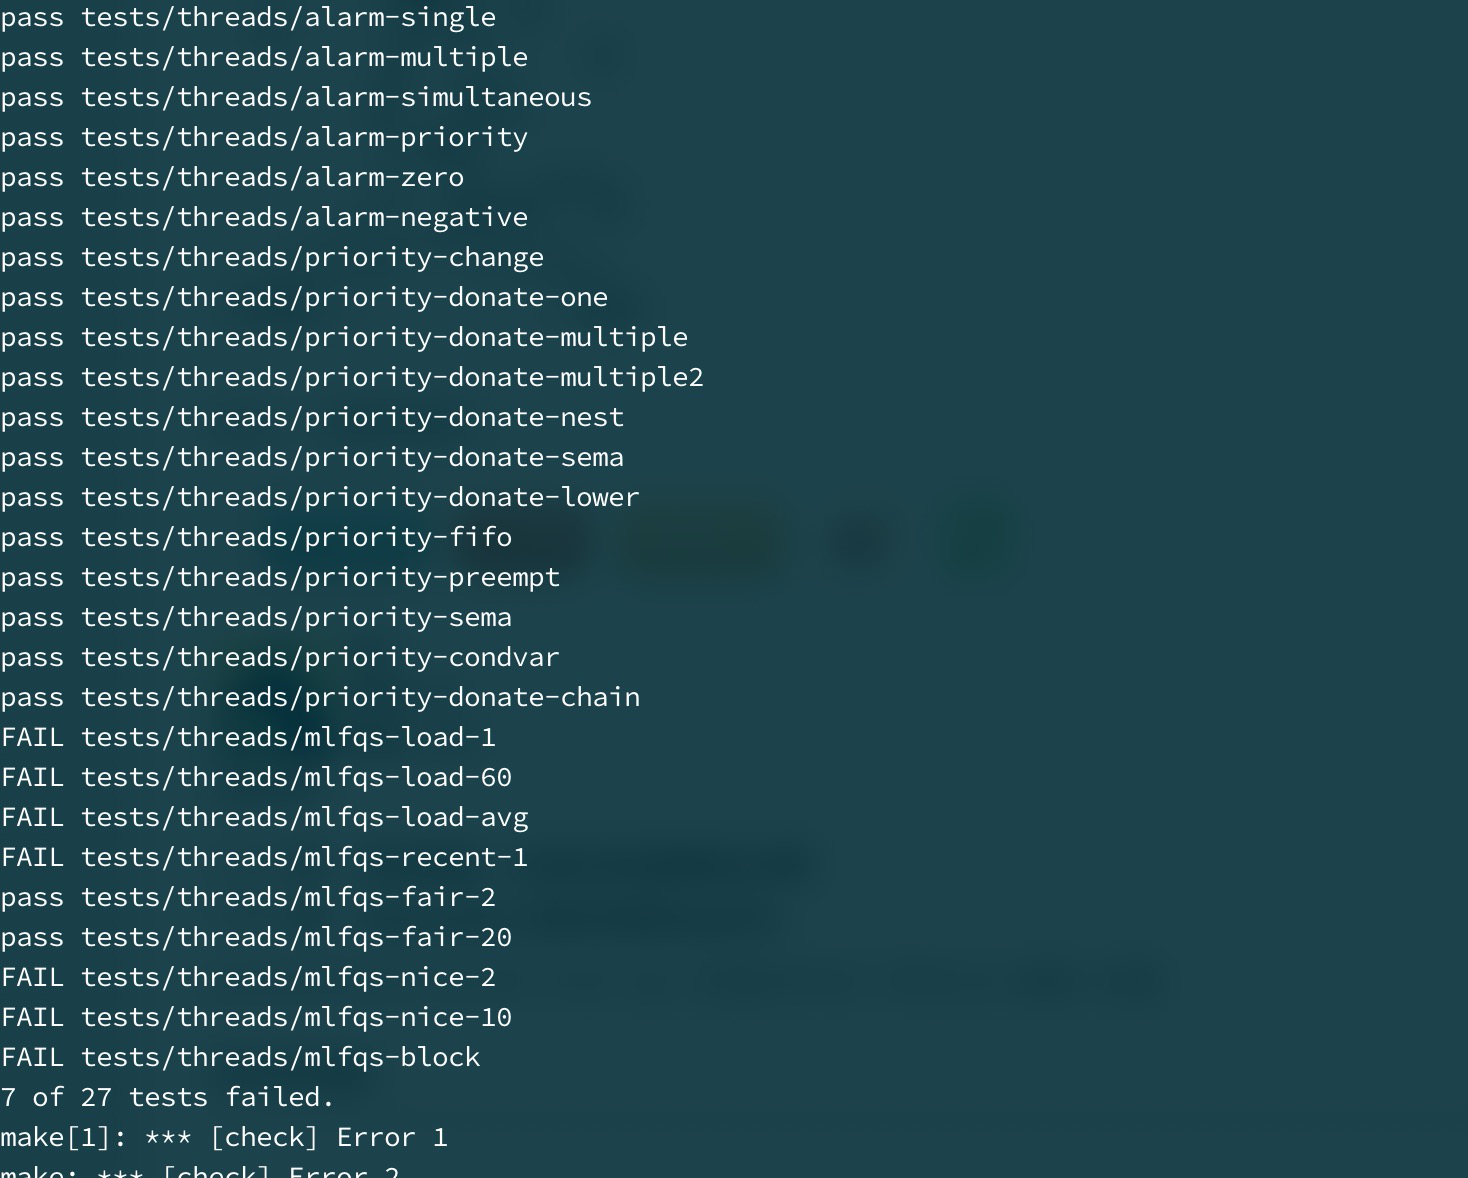 pass tests/threads/alarm-single
pass tests/threads/alarm-multiple
pass tests/threads/alarm-simultaneous
pass tests/threads/alarm-priority
pass tests/threads/alarm-zero
pass tests/threads/alarm-negative
pass tests/threads/priority-change
pass tests/threads/priority-donate-one
pass tests/threads/priority-donate-multiple
pass tests/threads/priority-donate-multiple2
pass tests/threads/priority-donate-nest
pass tests/threads/priority-donate-sema
pass tests/threads/priority-donate-lower
pass tests/threads/priority-fifo
pass tests/threads/priority-preempt
pass tests/threads/priority-sema
pass tests/threads/priority-condvar
pass tests/threads/priority-donate-chain
FAIL tests/threads/mlfqs-load-1
FAIL tests/threads/mlfqs-load-60
FAIL tests/threads/mlfqs-load-avg
FAIL tests/threads/mlfqs-recent-1
pass tests/threads/mlfqs-fair-2
pass tests/threads/mlfqs-fair-20
FAIL tests/threads/mlfqs-nice-2
FAIL tests/threads/mlfqs-nice-10
FAIL tests/threads/mlfqs-block
7 of 27 tests failed.
make[1]: *** [check] Error 1
make: *** [check] Error 2